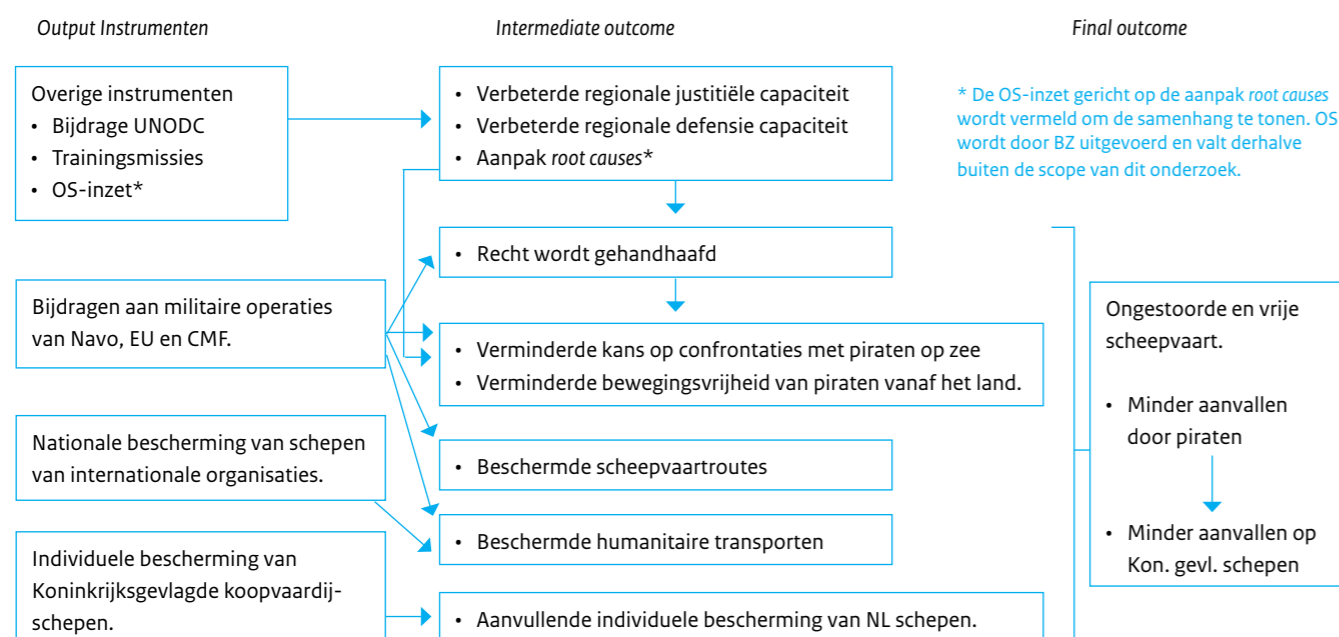 Output Instrumenten
Intermediate outcome
Final outcome
Overige instrumenten
• Bijdrage UNODC
• Trainingsmissies
• OS-inzet*
Bijdragen aan militaire operaties
van Navo, EU en CMF.
Nationale bescherming van schepen
van internationale organisaties.
Individuele bescherming van
Koninkrijksgevlagde koopvaardij-
schepen.
• Verbeterde regionale justitiële capaciteit
• Verbeterde regionale defensie capaciteit
• Aanpak root causes*
• Recht wordt gehandhaafd
• Verminderde kans op confrontaties met piraten op zee
• Verminderde bewegingsvrijheid van piraten vanaf het land.
• Beschermde scheepvaartroutes
• Beschermde humanitaire transporten
• Aanvullende individuele bescherming van NL schepen.
* De OS-inzet gericht op de aanpak root causes
wordt vermeld om de samenhang te tonen. OS
wordt door BZ uitgevoerd en valt derhalve
buiten de scope van dit onderzoek.
Ongestoorde en vrije
scheepvaart.
• Minder aanvallen
door piraten
• Minder aanvallen op
Kon. gevl. schepen